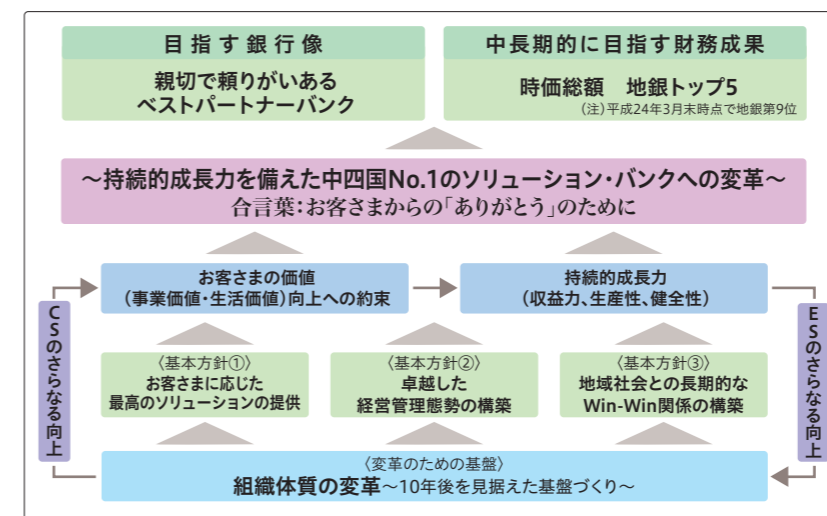 目指す銀行像
親切で頼りがいある
ベストパートナーバンク
中長期的に目指す財務成果
時価総額　地銀トップ5
（注）平成24年3月末時点で地銀第9位
～持続的成長力を備えた中四国No.1のソリューション・バンクへの変革～
合言葉：お客さまからの「ありがとう」のために
お客さまの価値
（事業価値・生活価値）向上への約束
持続的成長力
（収益力、生産性、健全性）
CSのさらなる向上
ESのさらなる向上
〈基本方針①〉
お客さまに応じた
最高のソリューションの提供
〈基本方針②〉
卓越した
経営管理態勢の構築
〈基本方針③〉
地域社会との長期的な
Win-Win関係の構築
〈変革のための基盤〉
組織体質の変革～10年後を見据えた基盤づくり～